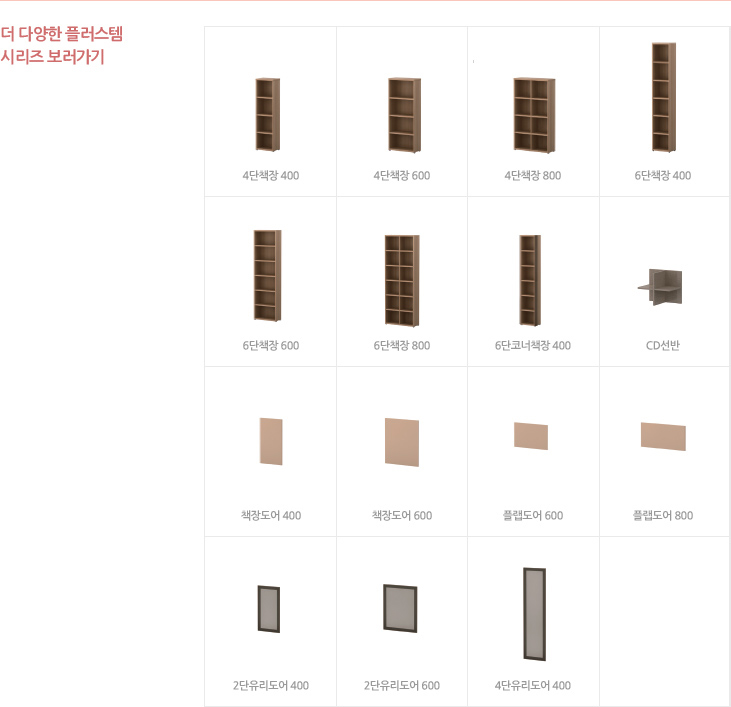 더 다양한 플러스템
시리즈 보러가기
4단책장 400
4단책장 600
4단책장 800
6단책장 400
6단책장 600
6단책장 800
6단코너책장 400
CD선반
책장도어 400
책장도어 600
플랩도어 600
플랩도어 800
2단유리도어 400
2단유리도어 600
4단유리도어 400